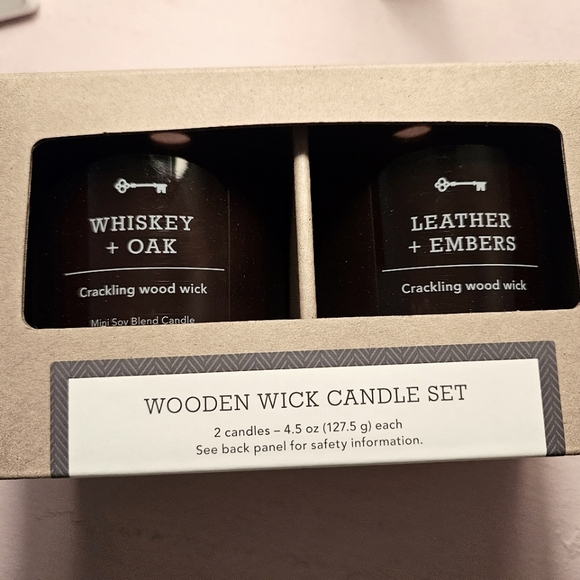 WHISKEY
+ OAK
Crackling wood wick
Mini Soy Blend Candle
LEATHER
+ EMBERS
Crackling wood wick
WOODEN WICK CANDLE SET
2 candles – 4.5 oz (127.5 g) each
See back panel for safety information.